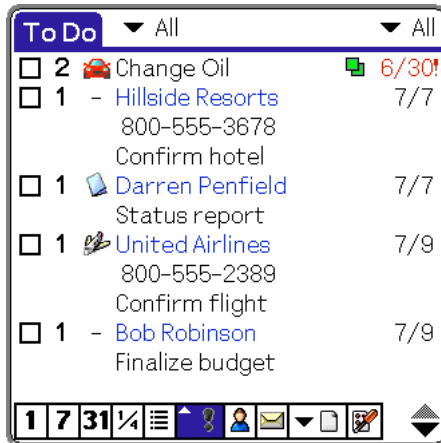 To Do All All
2 Change Oil 6/30!
1 - Hillside Resorts 7/7
800-555-3678
Confirm hotel
1 Darren Penfield 7/7
Status report
1 United Airlines 7/9
800-555-2389
Confirm flight
1 - Bob Robinson 7/9
Finalize budget
1 7 31 ¼